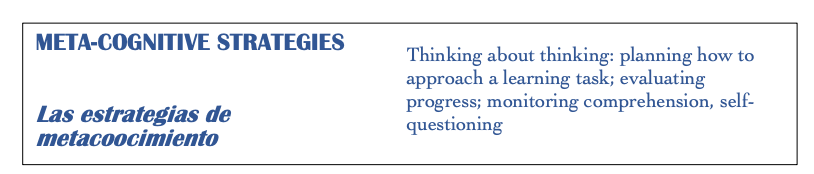 META-COGNITIVE STRATEGIES
Las estrategias de
metacoocimiento
Thinking about thinking: planning how to
approach a learning task; evaluating
progress; monitoring comprehension, self-
questioning